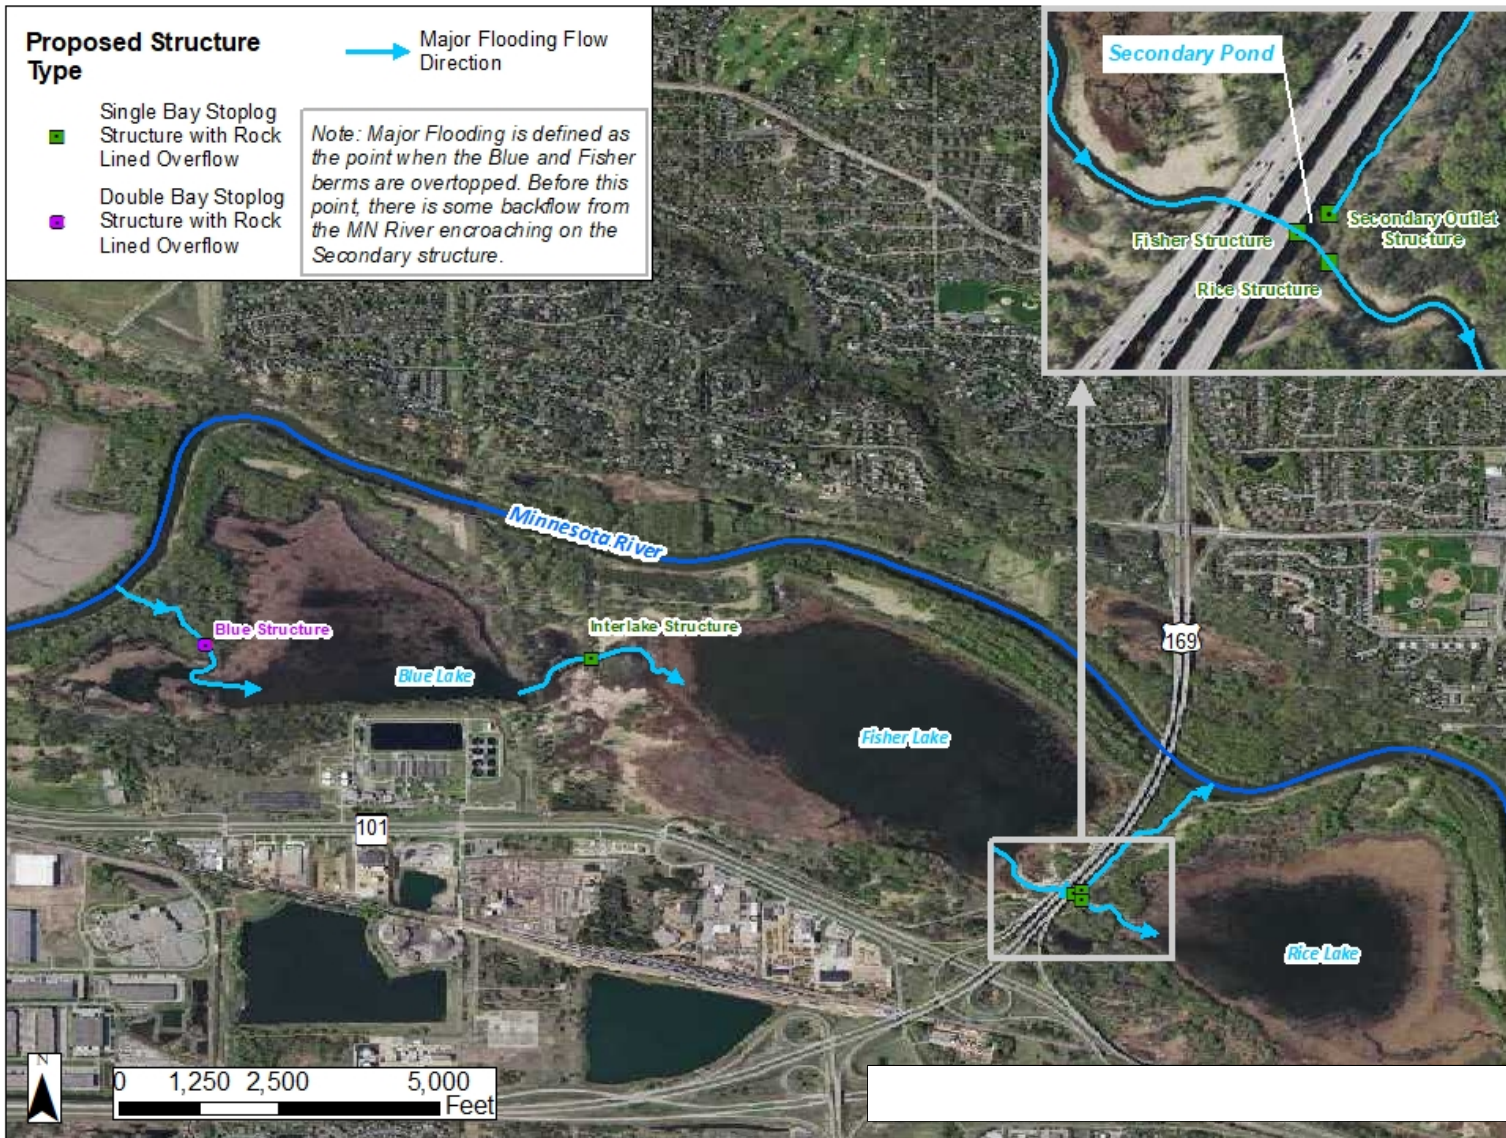 Proposed Structure
Type
Major Flooding Flow
Direction
Single Bay Stoplog
Structure with Rock
Lined Overflow
Double Bay Stoplog
Structure with Rock
Lined Overflow
Note: Major Flooding is defined as
the point when the Blue and Fisher
berms are overtopped. Before this
point, there is some backflow from
the MN River encroaching on the
Secondary structure.
Secondary Pond
Fisher Structure
Secondary Outlet
Structure
Rice Structure
Minnesota River
Blue Structure
Interlake Structure
169
Blue Lake
Fisher Lake
101
Rice Lake
N
0 1,250 2,500 5,000
Feet